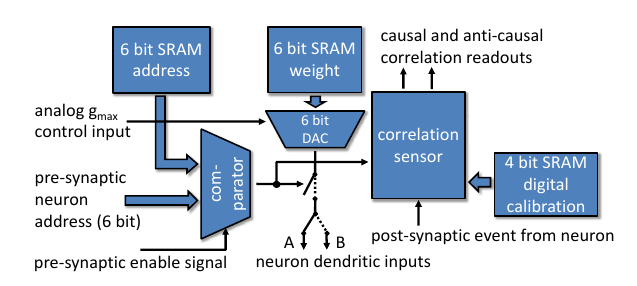 6 bit SRAM
address
6 bit SRAM
weight
causal and anti-causal
correlation readouts
analog gmax
control input
6 bit
DAC
correlation
sensor
com-
parator
4 bit SRAM
digital
calibration
pre-synaptic
neuron
address (6 bit)
A
B
post-synaptic event from neuron
pre-synaptic enable signal
neuron dendritic inputs